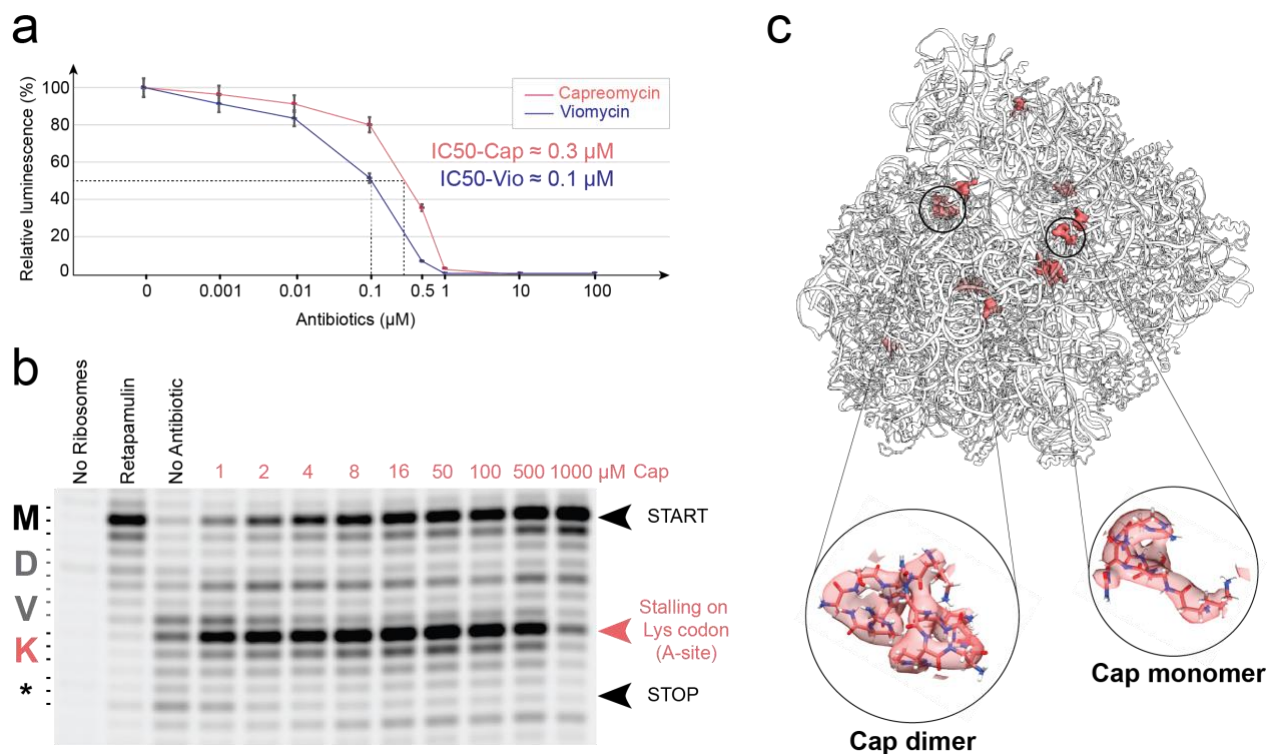 a
Relative luminescence (%)
100
80
60
40
20
0
0 0.001 0.01 0.1 0.5 1 10 100
Antibiotics (µM)
Capreomycin
Viomycin
IC50-Cap ≈ 0.3 µM
IC50-Vio ≈ 0.1 µM
b
No Ribosomes
Retapamulin
No Antibiotic
1 2 4 8 16 50 100 500 1000 µM Cap
M
D
V
K
*
START
Stalling on
Lys codon
(A-site)
STOP
c
Cap dimer
Cap monomer